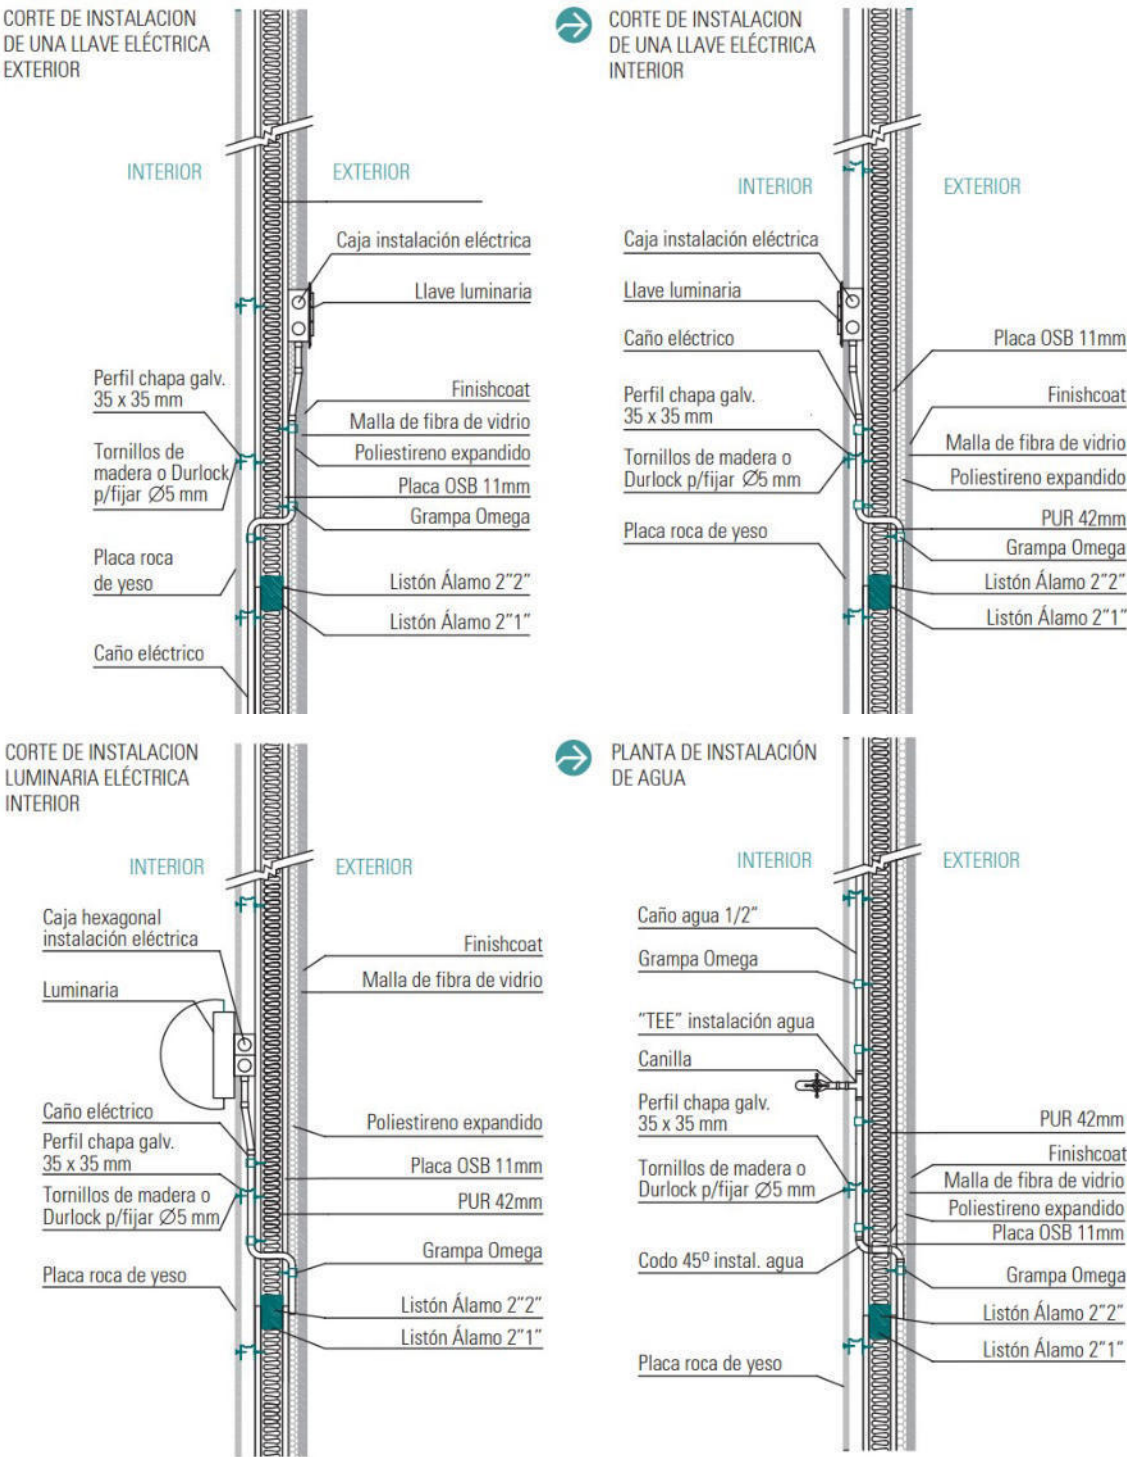 CORTE DE INSTALACION
DE UNA LLAVE ELÉCTRICA
EXTERIOR
INTERIOR
EXTERIOR
Caja instalación eléctrica
Llave luminaria
Perfil chapa galv.
35 x 35 mm
Finishcoat
Malla de fibra de vidrio
Tornillos de
madera o Durlock
p/fijar Ø5 mm
Poliestireno expandido
Placa OSB 11mm
Grampa Omega
Placa roca
de yeso
Listón Álamo 2”2”
Listón Álamo 2”1”
Caño eléctrico
CORTE DE INSTALACION
DE UNA LLAVE ELÉCTRICA
INTERIOR
INTERIOR
EXTERIOR
Caja instalación eléctrica
Llave luminaria
Caño eléctrico
Placa OSB 11mm
Perfil chapa galv.
35 x 35 mm
Finishcoat
Malla de fibra de vidrio
Tornillos de madera o
Durlock p/fijar Ø5 mm
Poliestireno expandido
Placa roca de yeso
PUR 42mm
Grampa Omega
Listón Álamo 2”2”
Listón Álamo 2”1”
CORTE DE INSTALACION
LUMINARIA ELÉCTRICA
INTERIOR
INTERIOR
EXTERIOR
Caja hexagonal
instalación eléctrica
Finishcoat
Malla de fibra de vidrio
Luminaria
Caño eléctrico
Poliestireno expandido
Perfil chapa galv.
35 x 35 mm
Placa OSB 11mm
Tornillos de madera o
Durlock p/fijar Ø5 mm
PUR 42mm
Grampa Omega
Placa roca de yeso
Listón Álamo 2”2”
Listón Álamo 2”1”
PLANTA DE INSTALACIÓN
DE AGUA
INTERIOR
EXTERIOR
Caño agua 1/2”
Grampa Omega
”TEE” instalación agua
Canilla
Perfil chapa galv.
35 x 35 mm
PUR 42mm
Finishcoat
Tornillos de madera o
Durlock p/fijar Ø5 mm
Malla de fibra de vidrio
Poliestireno expandido
Placa OSB 11mm
Codo 45º instal. agua
Grampa Omega
Listón Álamo 2”2”
Listón Álamo 2”1”
Placa roca de yeso